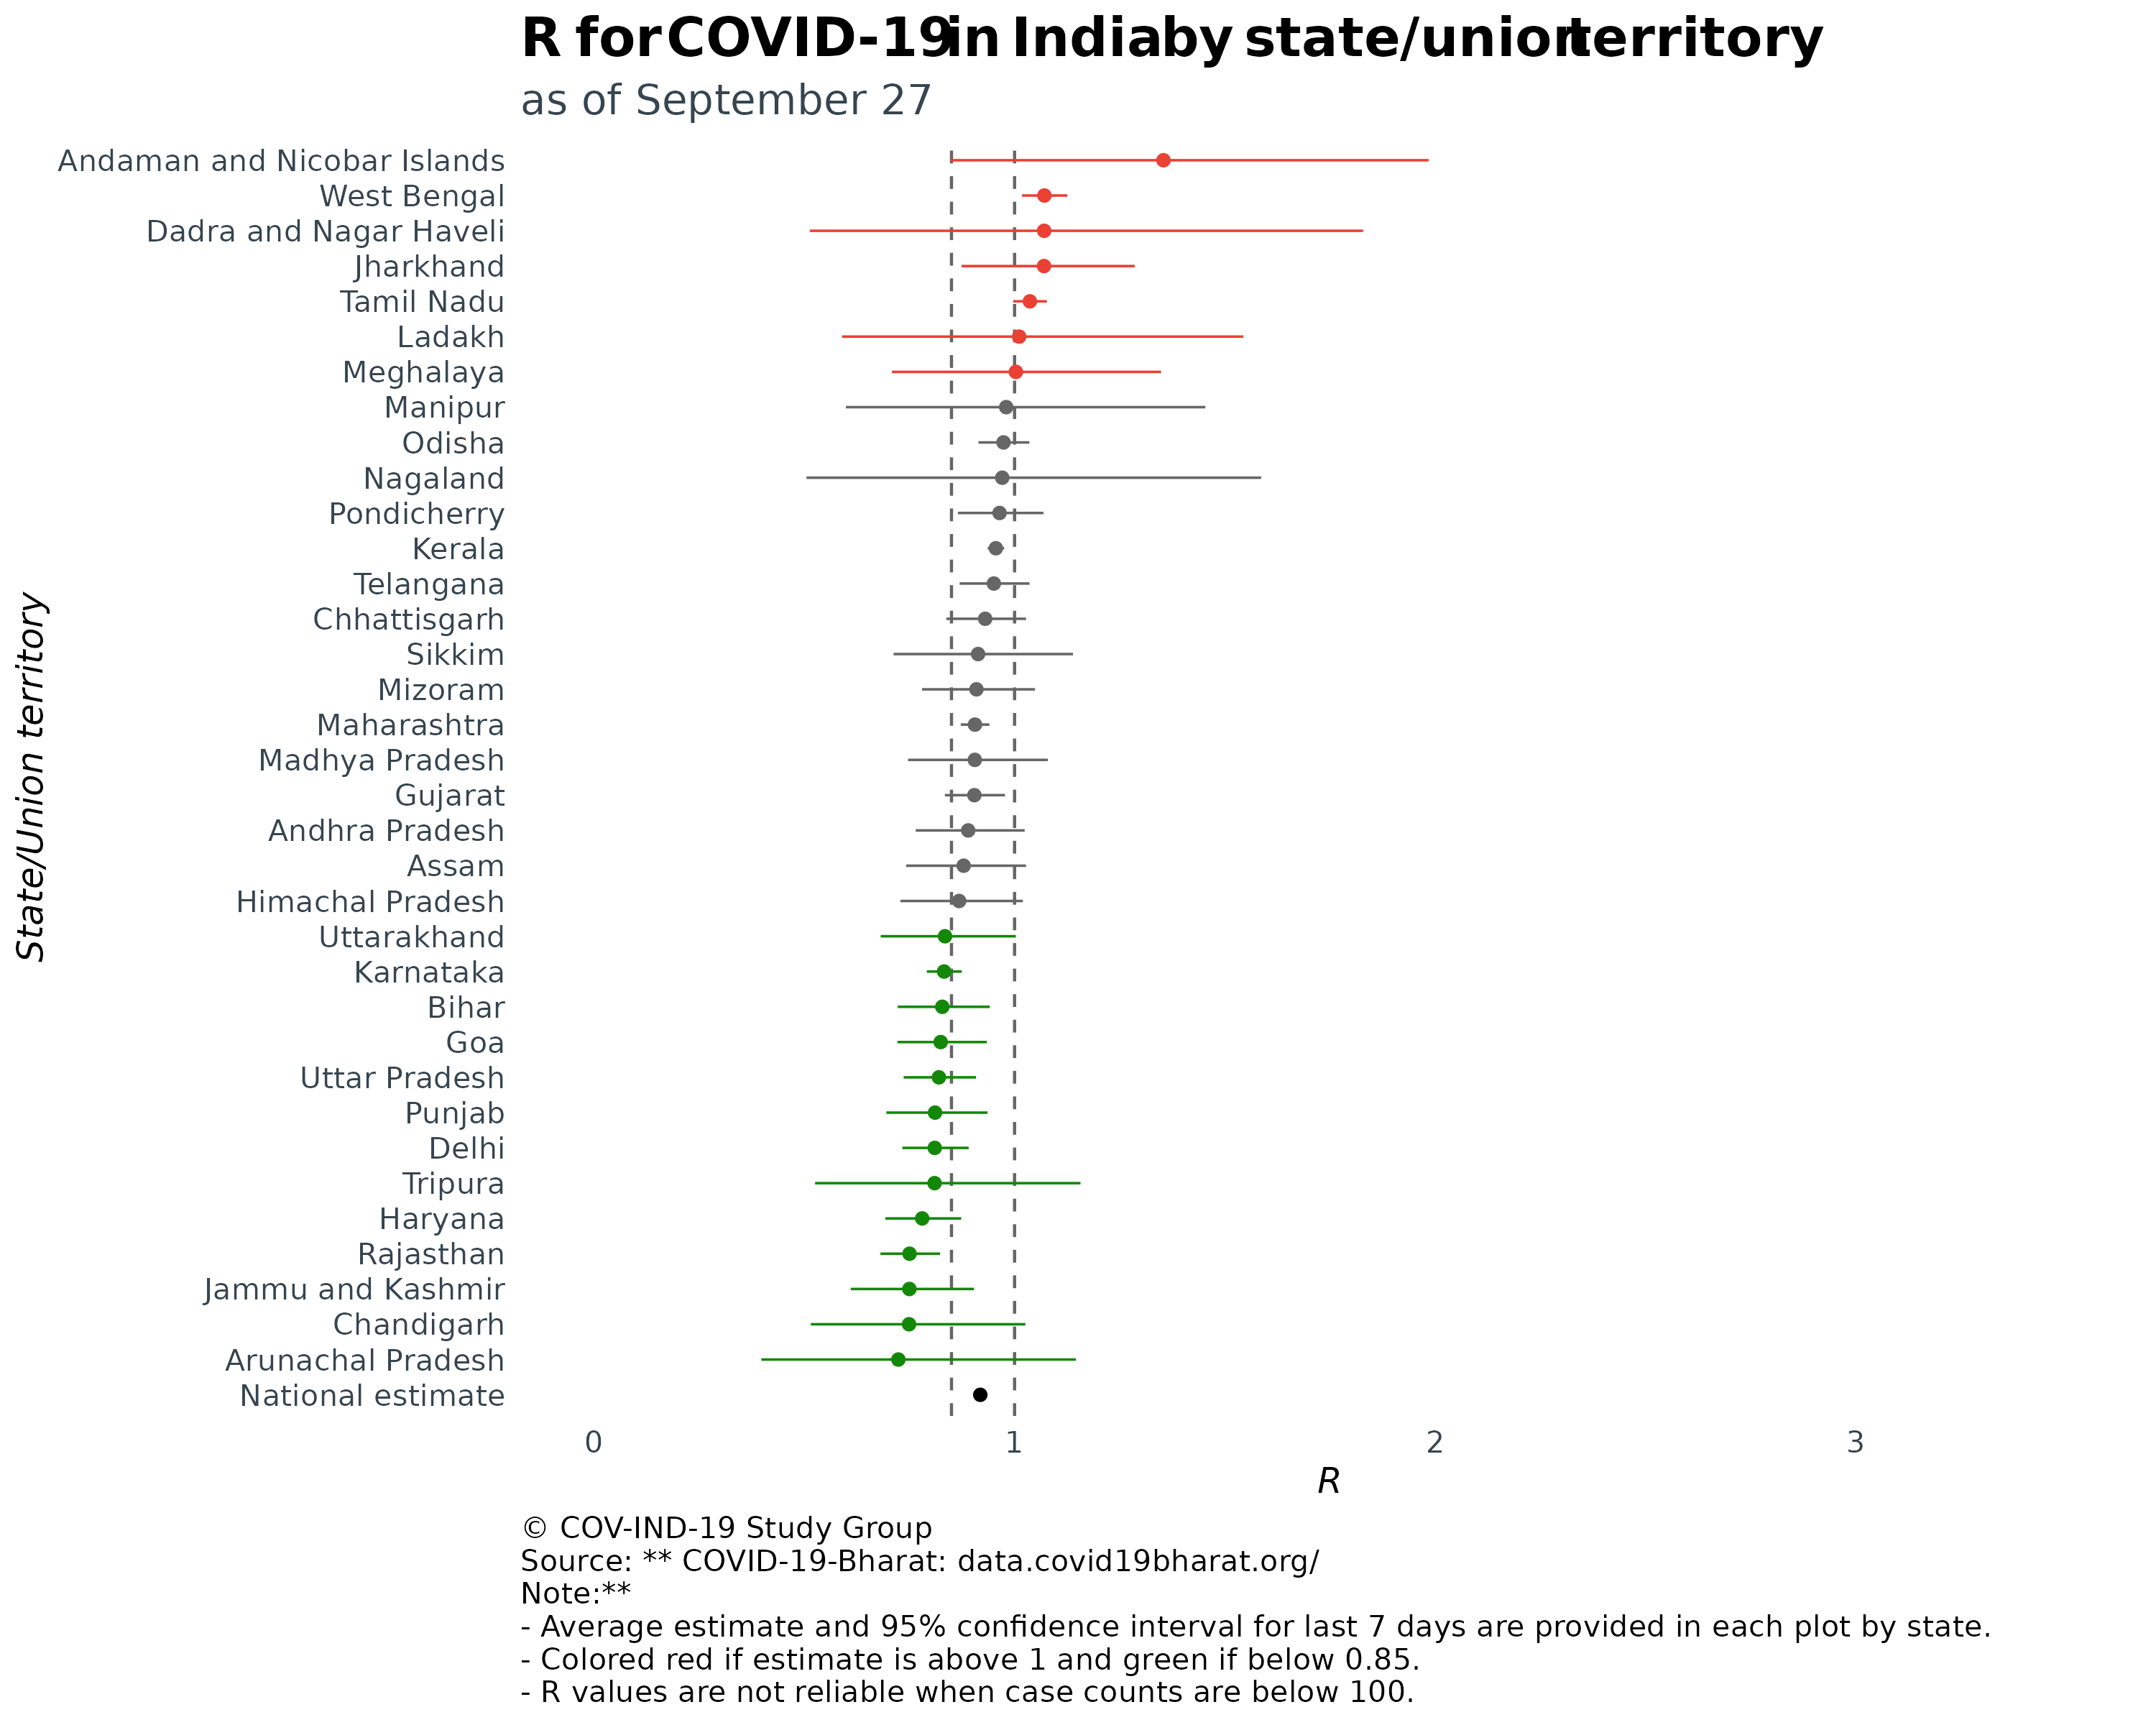 R for COVID-19 in India by state/union territory
as of September 27
Andaman and Nicobar Islands
West Bengal
Dadra and Nagar Haveli
Jharkhand
Tamil Nadu
Ladakh
Meghalaya
Manipur
Odisha
Nagaland
Pondicherry
Kerala
Telangana
Chhattisgarh
Sikkim
Mizoram
Maharashtra
Madhya Pradesh
Gujarat
Andhra Pradesh
Assam
Himachal Pradesh
Uttarakhand
Karnataka
Bihar
Goa
Uttar Pradesh
Punjab
Delhi
Tripura
Haryana
Rajasthan
Jammu and Kashmir
Chandigarh
Arunachal Pradesh
National estimate
State/Union territory
0 1 2 3
R
© COV-IND-19 Study Group
Source: ** COVID-19-Bharat: data.covid19bharat.org/
Note:**
- Average estimate and 95% confidence interval for last 7 days are provided in each plot by state.
- Colored red if estimate is above 1 and green if below 0.85.
- R values are not reliable when case counts are below 100.